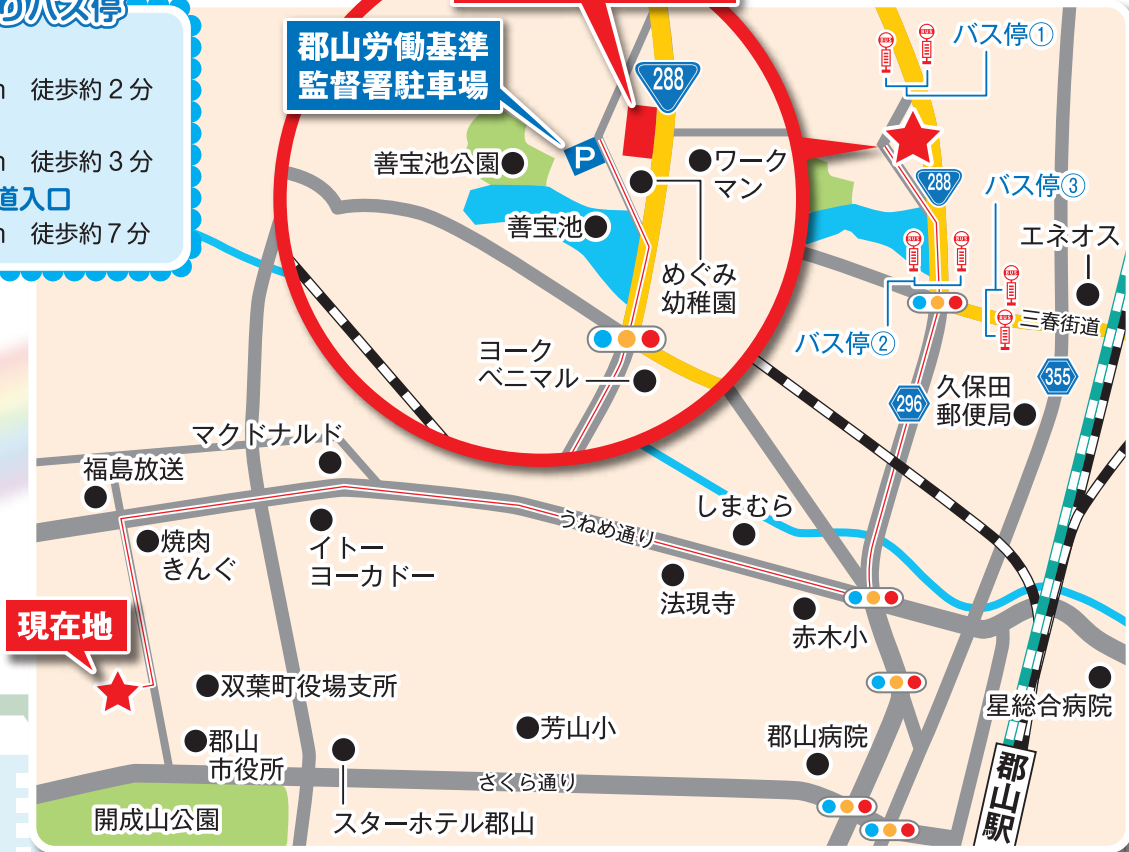 りバス停
徒歩約2分
徒歩約3分
道入口
徒歩約7分
郡山労働基準
監督署駐車場
288
P
善宝池公園
ワーク
マン
善宝池
めぐみ
幼稚園
ヨーク
ベニマル
BUS
BUS
バス停①
288
バス停③
エネオス
BUS
BUS
BUS
BUS
三春街道
バス停②
355
296
久保田
郵便局
マクドナルド
福島放送
焼肉
きんぐ
イトー
ヨーカドー
うねめ通り
しまむら
法現寺
赤木小
現在地
双葉町役場支所
郡山
市役所
芳山小
郡山病院
星総合病院
さくら通り
開成山公園
スターホテル郡山
郡山駅